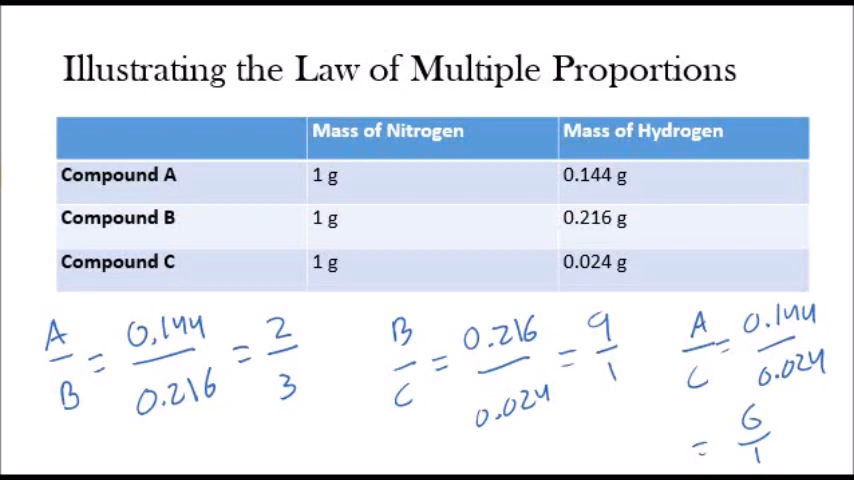 Illustrating the Law of Multiple Proportions
Mass of Nitrogen Mass of Hydrogen
Compound A 1 g 0.144 g
Compound B 1 g 0.216 g
Compound C 1 g 0.024 g
A/B = 0.144/0.216 = 2/3
B/C = 0.216/0.024 = 9/1
A/C = 0.144/0.024
= 6/1